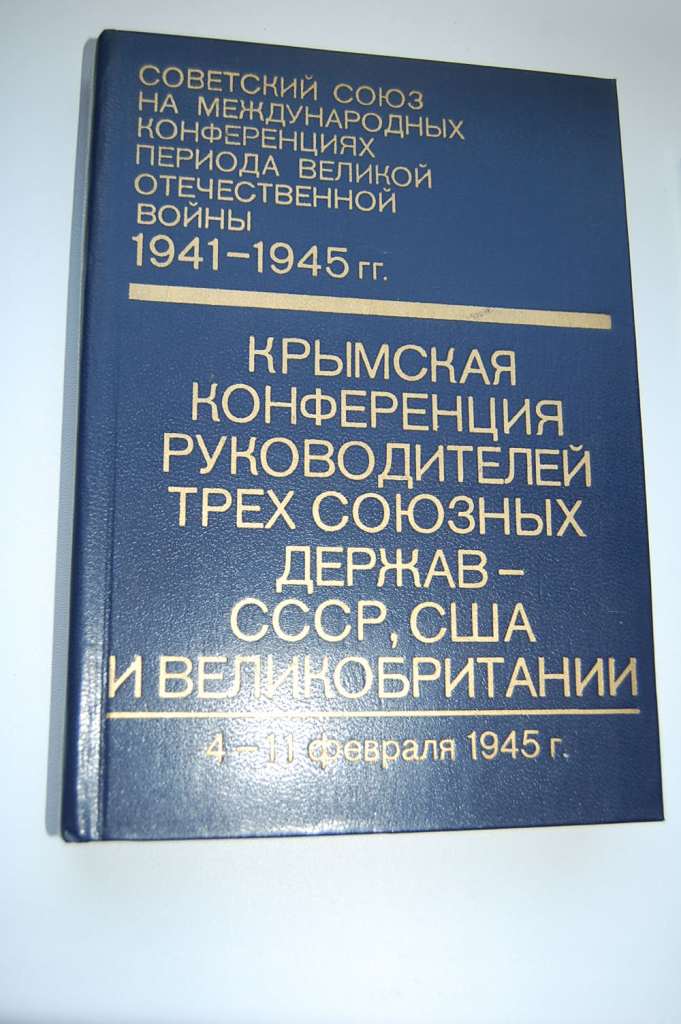 СОВЕТСКИЙ СОЮЗ
НА МЕЖДУНАРОДНЫХ
КОНФЕРЕНЦИЯХ
ПЕРИОДА ВЕЛИКОЙ
ОТЕЧЕСТВЕННОЙ
ВОЙНЫ
1941–1945 гг.
КРЫМСКАЯ
КОНФЕРЕНЦИЯ
РУКОВОДИТЕЛЕЙ
ТРЕХ СОЮЗНЫХ
ДЕРЖАВ –
СССР, США
И ВЕЛИКОБРИТАНИИ
4–11 февраля 1945 г.